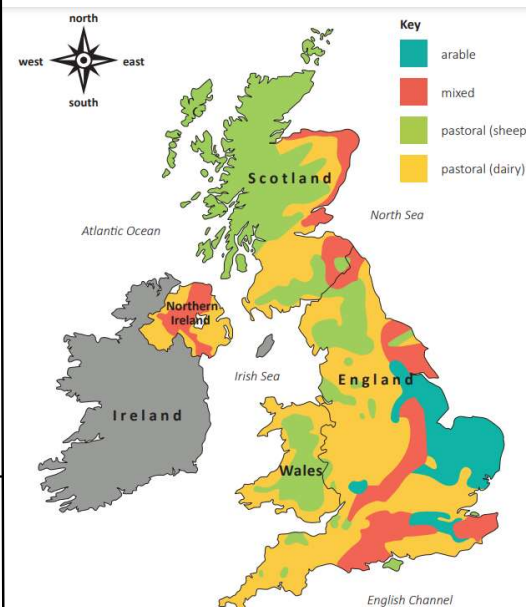 north
west
east
south
Key
arable
mixed
pastoral (sheep
pastoral (dairy)
Scotland
North Sea
Atlantic Ocean
Northern
Ireland
Irish Sea
England
Ireland
Wales
English Channel